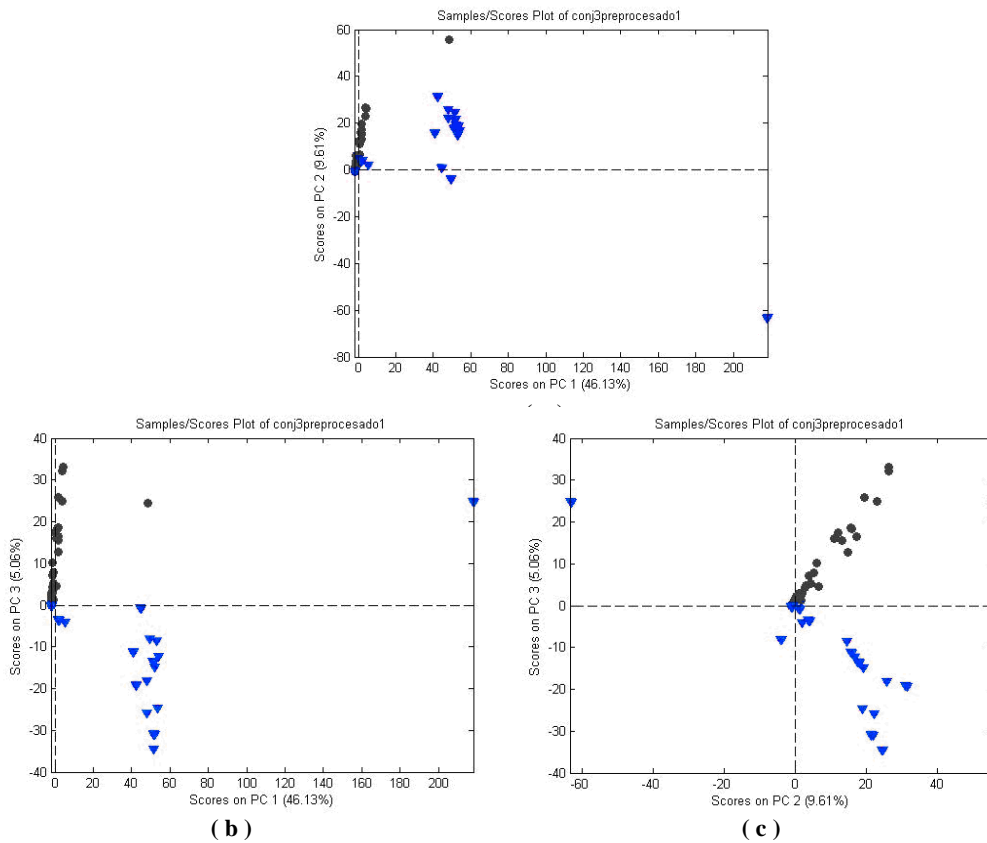 Samples/Scores Plot of conj3preprocesado1
60
40
20
0
-20
-40
-60
-80
Scores on PC 2 (9.61%)
0 20 40 60 80 100 120 140 160 180 200
Scores on PC 1 (46.13%)
Samples/Scores Plot of conj3preprocesado1
40
30
20
10
0
-10
-20
-30
-40
Scores on PC 3 (5.06%)
0 20 40 60 80 100 120 140 160 180 200
Scores on PC 1 (46.13%)
( b )
Samples/Scores Plot of conj3preprocesado1
40
30
20
10
0
-10
-20
-30
-40
Scores on PC 3 (5.06%)
-60 -40 -20 0 20 40
Scores on PC 2 (9.61%)
( c )